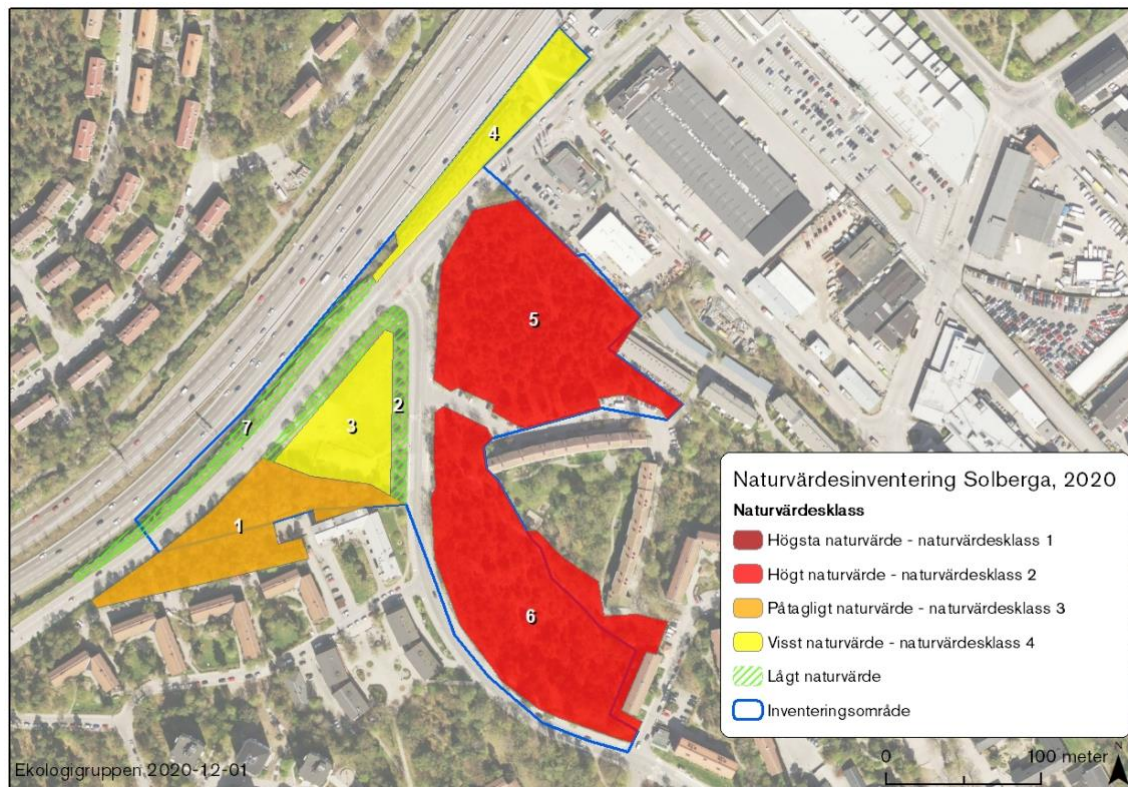 4
5
2
3
7
1
6
Naturvärdesinventering Solberga, 2020
Naturvärdesklass
Högsta naturvärde - naturvärdesklass 1
Högt naturvärde - naturvärdesklass 2
Påtagligt naturvärde - naturvärdesklass 3
Visst naturvärde - naturvärdesklass 4
Lågt naturvärde
Inventeringsområde
Ekologigruppen 2020-12-01
0 100 meter
N